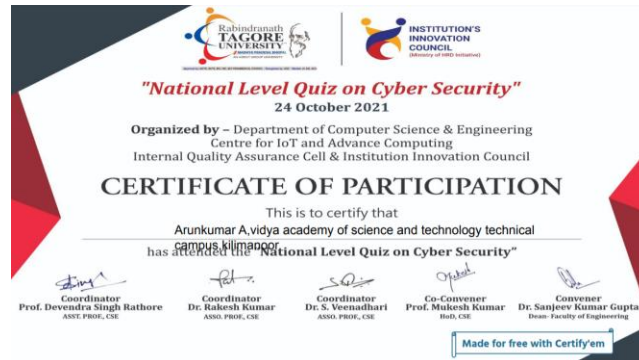 Rabindranath
TAGORE
UNIVERSITY
INSTITUTION'S
INNOVATION
COUNCIL
(Ministry of HRD Initiative)
"National Level Quiz on Cyber Security"
24 October 2021
Organized by – Department of Computer Science & Engineering
Centre for IoT and Advance Computing
Internal Quality Assurance Cell & Institution Innovation Council
CERTIFICATE OF PARTICIPATION
This is to certify that
Arunkumar A,vidya academy of science and technology technical
campus,kilimanoor
has attended the "National Level Quiz on Cyber Security"
Coordinator
Prof. Devendra Singh Rathore
ASST. PROF., CSE
Coordinator
Dr. Rakesh Kumar
ASSO. PROF., CSE
Coordinator
Dr. S. Veenadhari
ASSO. PROF., CSE
Co-Convener
Prof. Mukesh Kumar
HoD, CSE
Convener
Dr. Sanjeev Kumar Gupta
Dean- Faculty of Engineering
Made for free with Certify'em